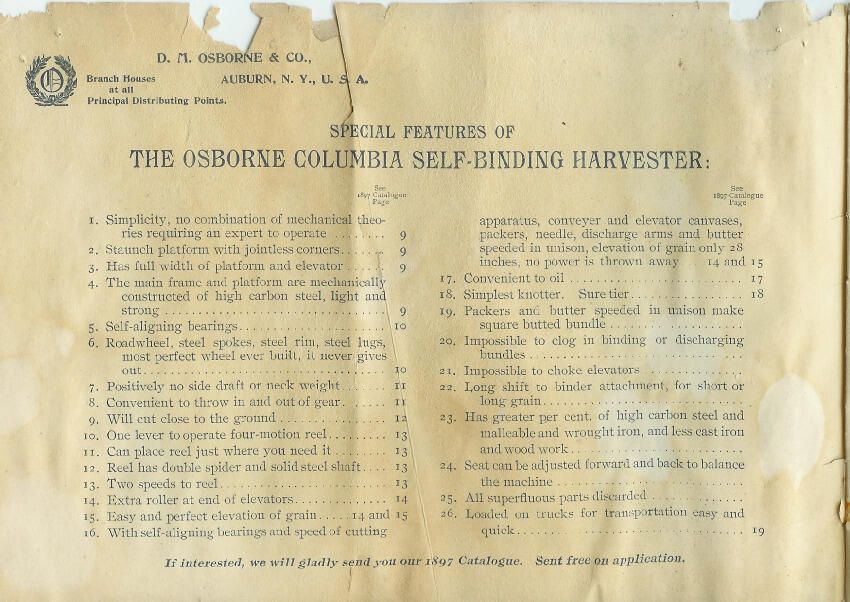 D. M. OSBORNE & CO.,
AUBURN, N. Y., U. S. A.
Branch Houses
at all
Principal Distributing Points.
SPECIAL FEATURES OF
THE OSBORNE COLUMBIA SELF-BINDING HARVESTER:
See
1897 Catalogue
Page
1. Simplicity, no combination of mechanical theo-
ries requiring an expert to operate ........ 9
2. Staunch platform with jointless corners...... 9
3. Has full width of platform and elevator ...... 9
4. The main frame and platform are mechanically
constructed of high carbon steel, light and
strong .............................. 9
5. Self-aligning bearings..................... 10
6. Roadwheel, steel spokes, steel rim, steel lugs,
most perfect wheel ever built, it never gives
out................................. 10
7. Positively no side draft or neck weight....... 11
8. Convenient to throw in and out of gear...... 11
9. Will cut close to the ground ............... 12
10. One lever to operate four-motion reel......... 13
11. Can place reel just where you need it ........ 13
12. Reel has double spider and solid steel shaft.... 13
13. Two speeds to reel........................ 13
14. Extra roller at end of elevators............. 14
15. Easy and perfect elevation of grain.....14 and 15
16. With self-aligning bearings and speed of cutting
See
1897 Catalogue
Page
apparatus, conveyer and elevator canvases,
packers, needle, discharge arms and butter
speeded in unison, elevation of grain only 28
inches, no power is thrown away 14 and 15
17. Convenient to oil ......................... 17
18. Simplest knotter. Sure tier................. 18
19. Packers and butter speeded in unison make
square butted bundle ...................
20. Impossible to clog in binding or discharging
bundles ..............................
21. Impossible to choke elevators ..............
22. Long shift to binder attachment, for short or
long grain............................
23. Has greater per cent. of high carbon steel and
malleable and wrought iron, and less cast iron
and wood work.........................
24. Seat can be adjusted forward and back to balance
the machine ..........................
25. All superfluous parts discarded .............
26. Loaded on trucks for transportation easy and
quick................................. 19
If interested, we will gladly send you our 1897 Catalogue. Sent free on application.